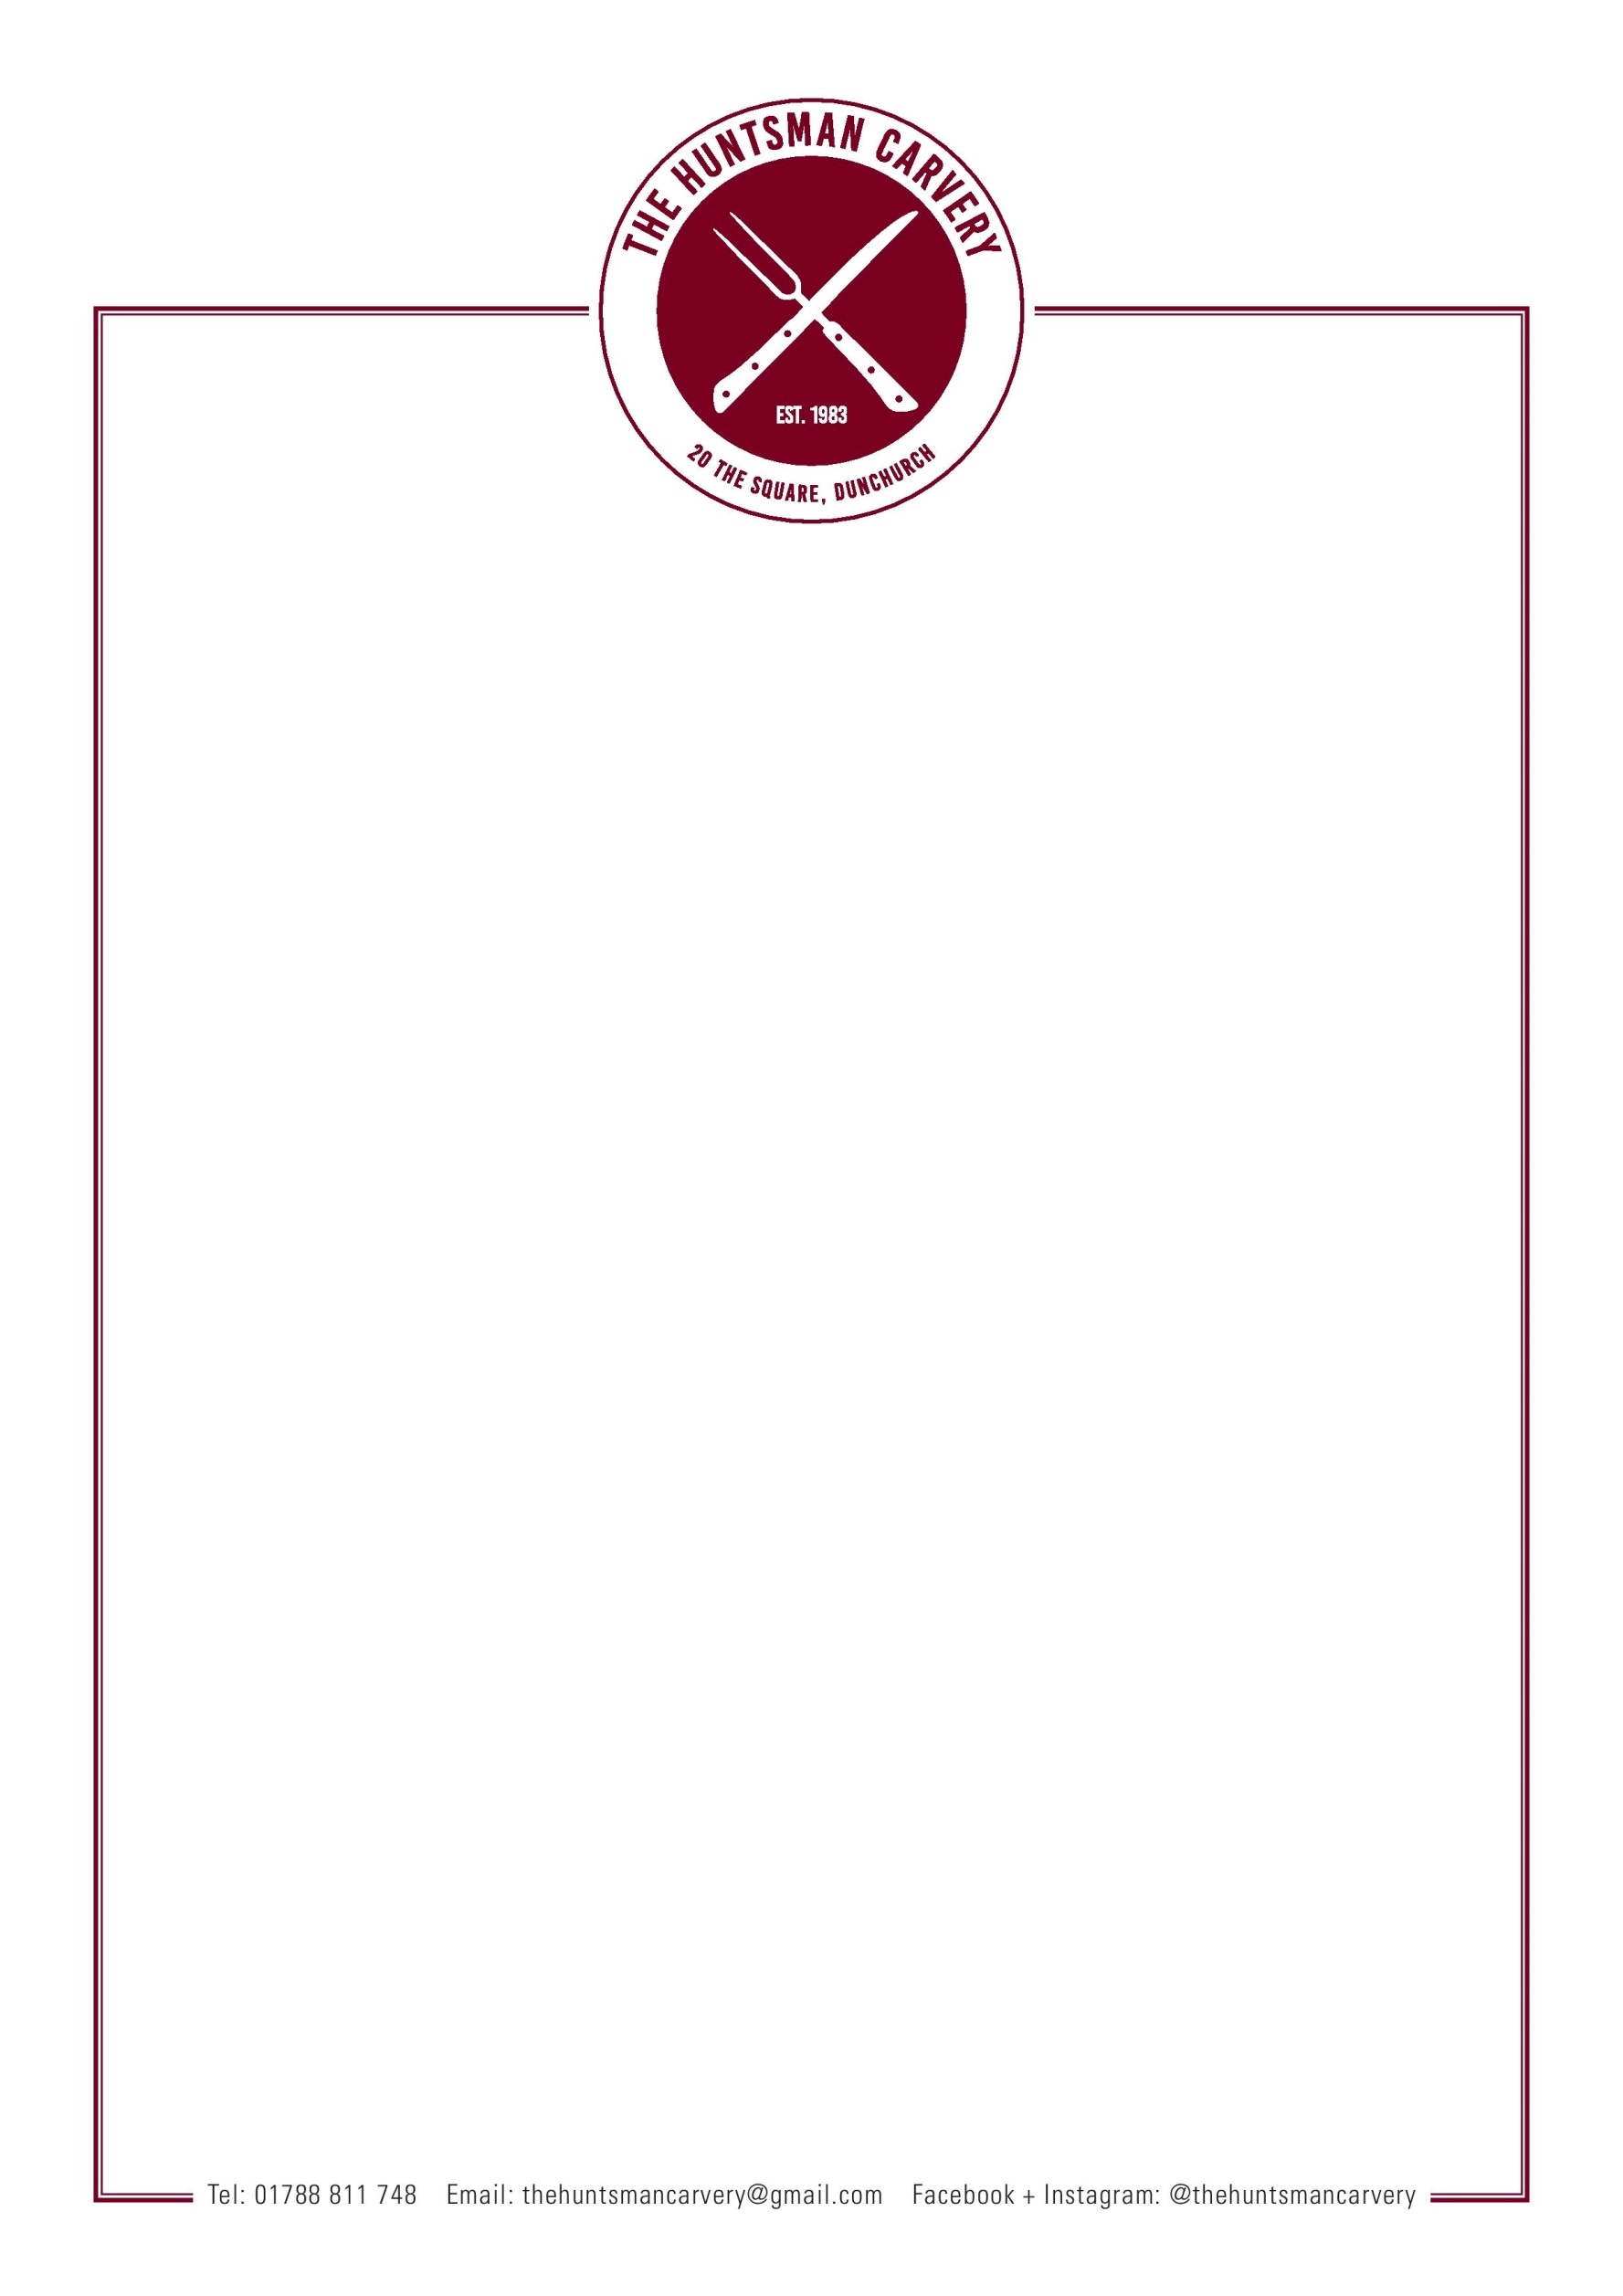 THE HUNTSMAN CARVERY
EST. 1983
20 THE SQUARE, DUNCHURCH
Tel: 01788 811 748 Email: thehuntsmancarvery@gmail.com Facebook + Instagram: @thehuntsmancarvery